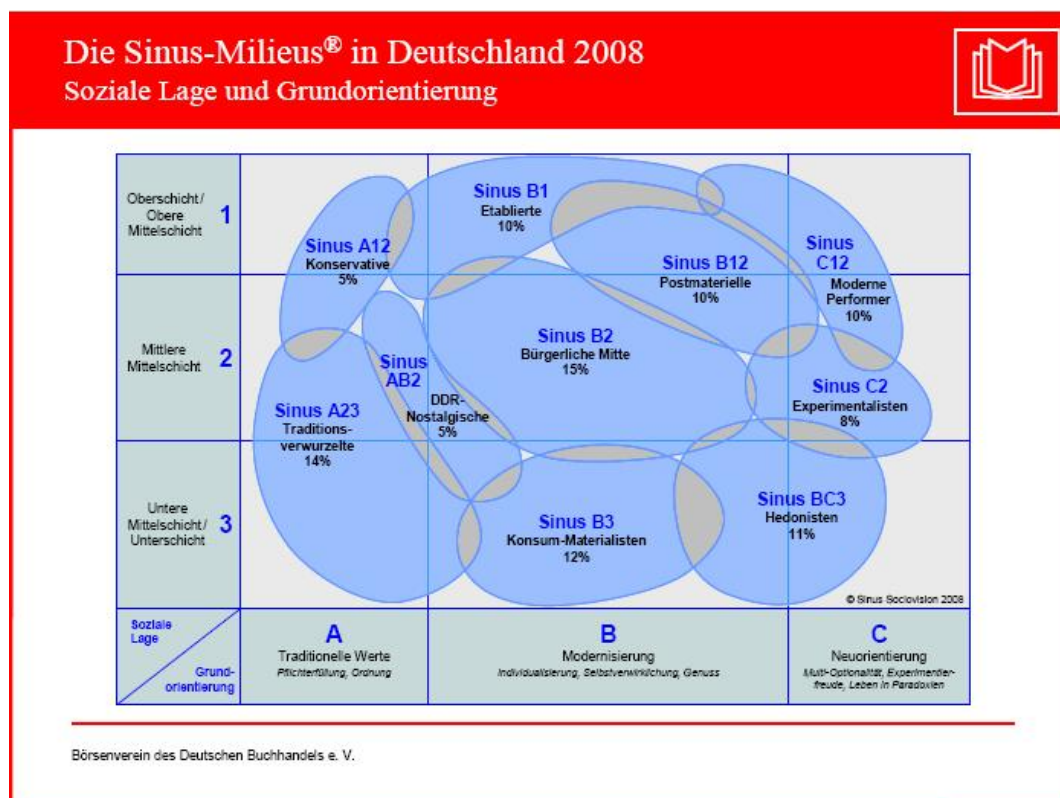 Die Sinus-Milieus® in Deutschland 2008
Soziale Lage und Grundorientierung
Oberschicht/
Obere
Mittelschicht
1
Mittlere
Mittelschicht
2
Untere
Mittelschicht/
Unterschicht
3
Sinus B1
Etablierte
10%
Sinus A12
Konservative
5%
Sinus B12
Postmaterielle
10%
Sinus
C12
Moderne
Performer
10%
Sinus B2
Bürgerliche Mitte
15%
Sinus
AB2
DDR-
Nostalgische
5%
Sinus A23
Traditions-
verwurzelte
14%
Sinus C2
Experimentalisten
8%
Sinus B3
Konsum-Materialisten
12%
Sinus BC3
Hedonisten
11%
© Sinus Sociovision 2008
Soziale
Lage
Grund-
orientierung
A
Traditionelle Werte
Pflichterfüllung, Ordnung
B
Modernisierung
Individualisierung, Selbstverwirklichung, Genuss
C
Neuorientierung
Multi-Optionalität, Experimentier-
freude, Leben in Paradoxien
Börsenverein des Deutschen Buchhandels e. V.